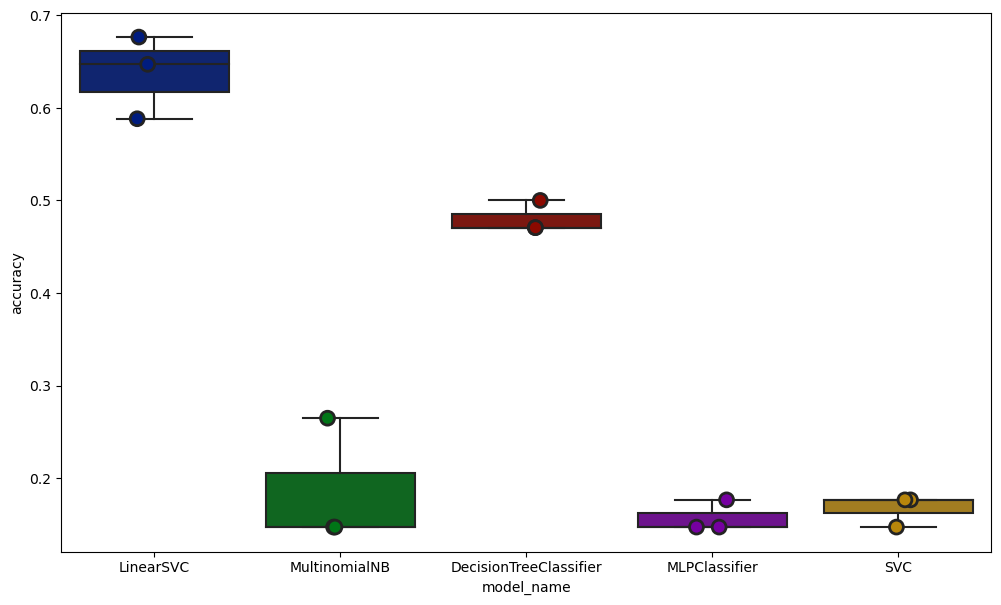 0.7
0.6
0.5
0.4
0.3
0.2
accuracy
LinearSVC
MultinomialNB
DecisionTreeClassifier
MLPClassifier
SVC
model_name